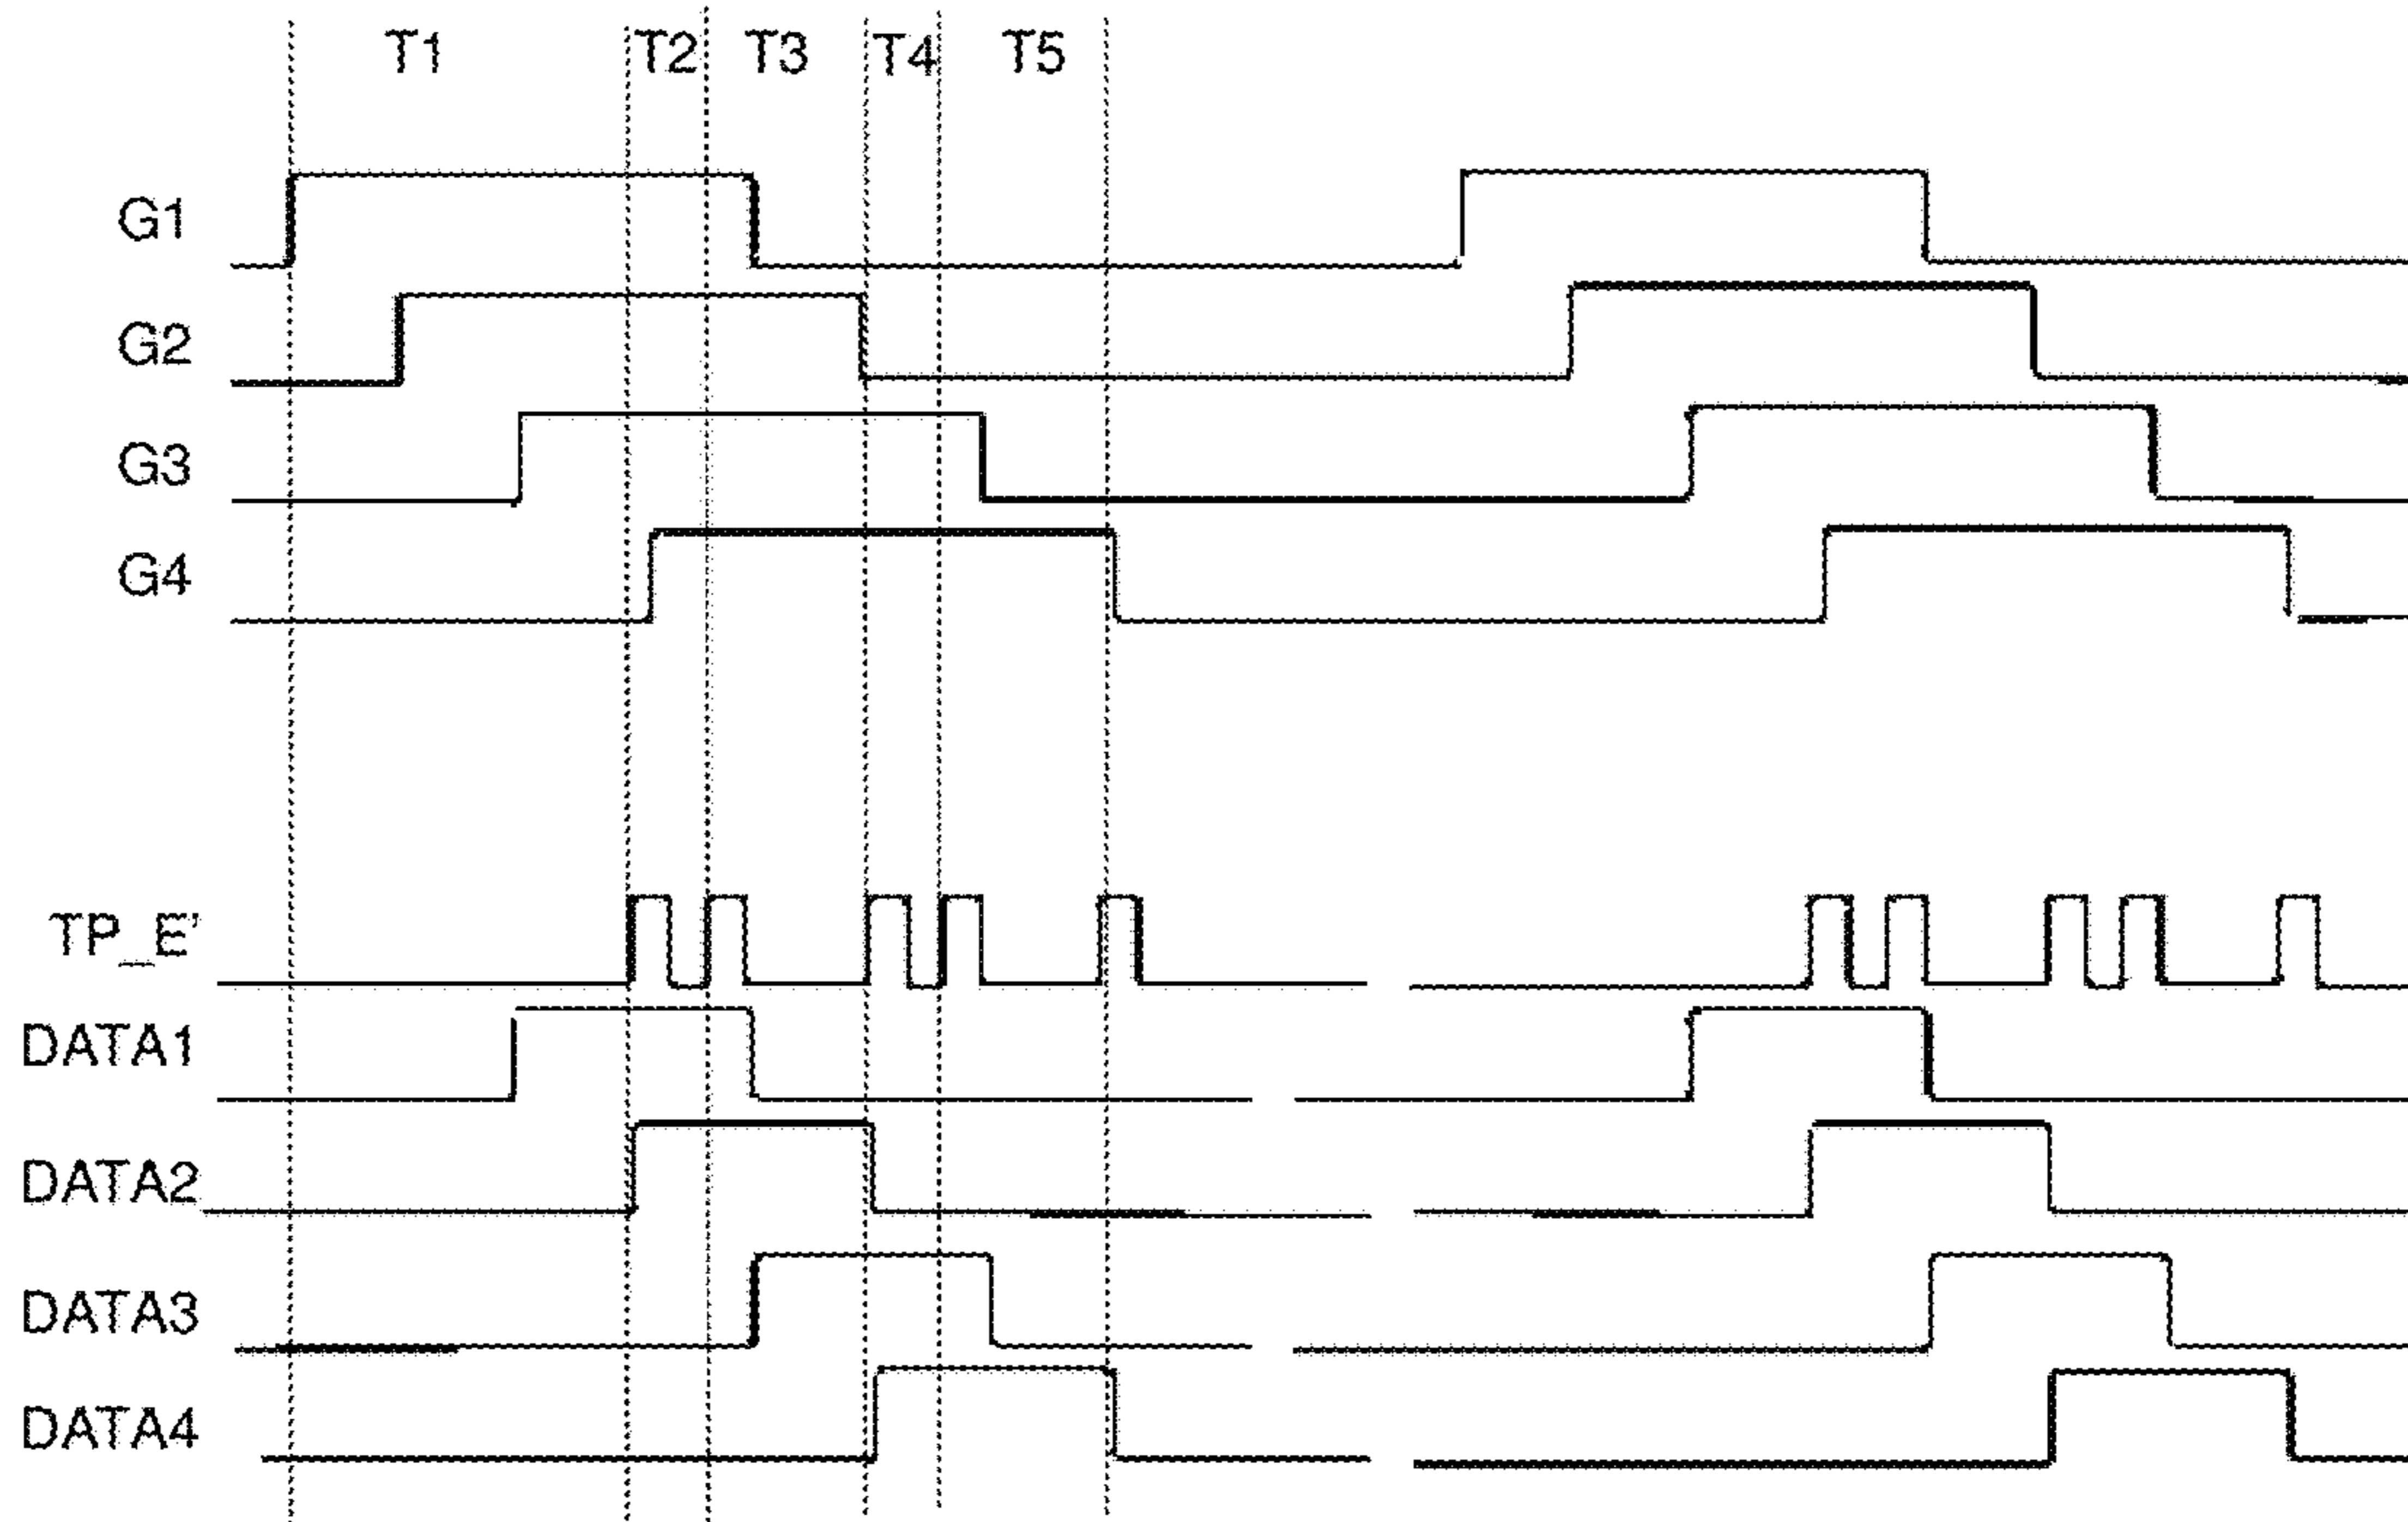 T1 T2 T3 T4 T5
G1
G2
G3
G4
TP_E'
DATA1
DATA2
DATA3
DATA4